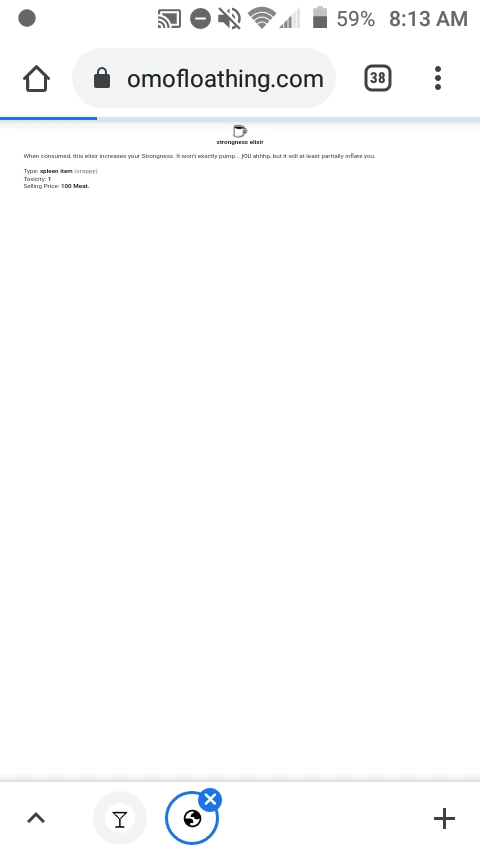 59% 8:13 AM
omofloathing.com
38
strongness elixir
When consumed, this elixir increases your Strongness. It won't exactly pump... you ahhhp, but it will at least partially inflate you.
Type: spleen item (crappy)
Toxicity: 1
Selling Price: 100 Meat.